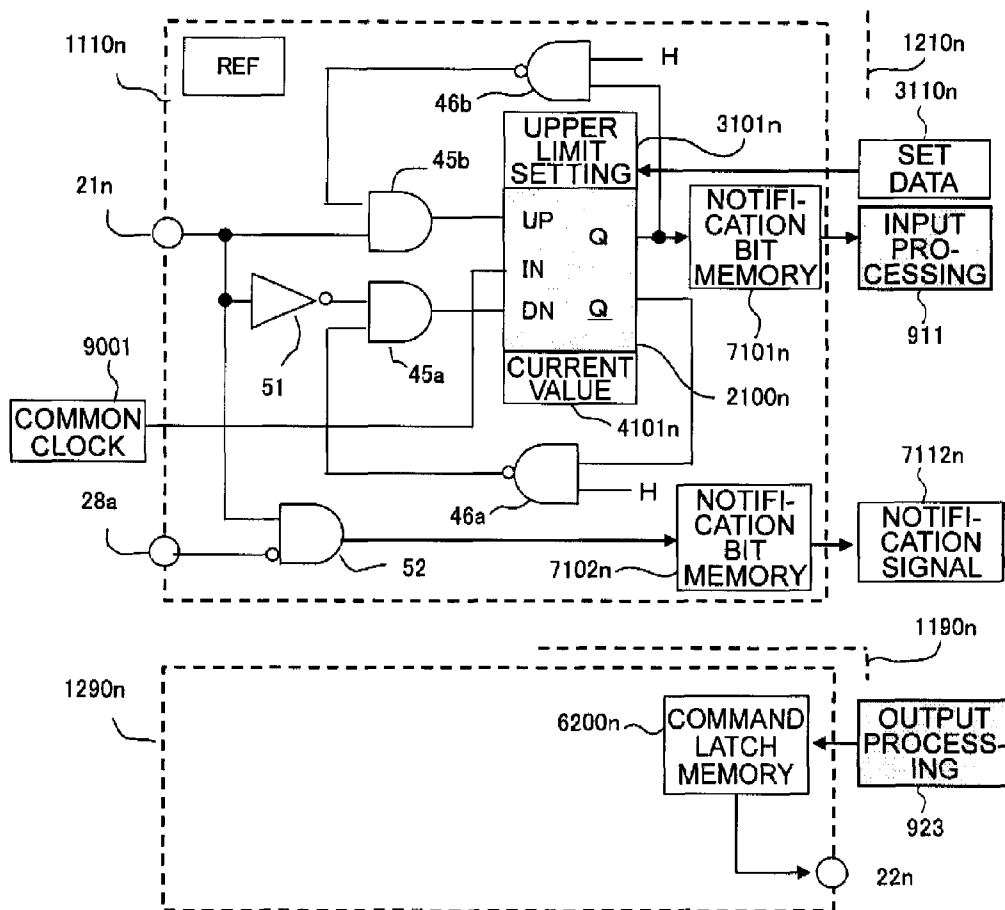 1110n
REF
46b
H
1210n
3110n
45b
UPPER
LIMIT
SETTING
3101n
SET
DATA
21n
UP
Q
IN
DN
Q
NOTIFI-
CATION
BIT
MEMORY
INPUT
PRO-
CESSING
9001
51
45a
7101n
911
COMMON
CLOCK
CURRENT
VALUE
2100n
4101n
28a
46a
H
7112n
52
NOTIFI-
CATION
BIT
MEMORY
7102n
NOTIFI-
CATION
SIGNAL
1190n
1290n
6200n
COMMAND
LATCH
MEMORY
OUTPUT
PROCESS-
ING
923
22n